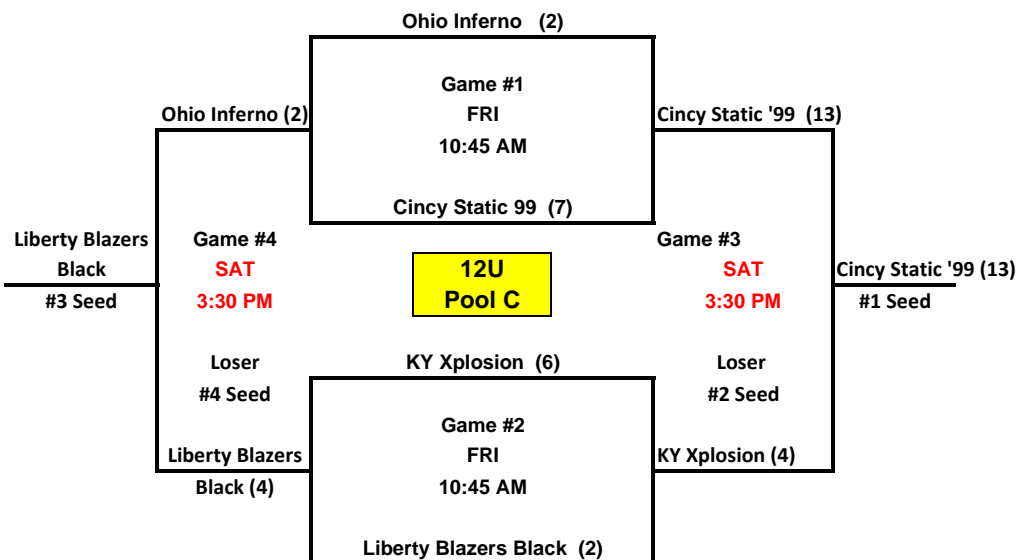 Ohio Inferno (2)
Game #1
Ohio Inferno (2)
FRI
Cincy Static '99 (13)
10:45 AM
Cincy Static 99 (7)
Liberty Blazers
Game #4
Game #3
Black
SAT
12U
SAT
Cincy Static '99 (13)
#3 Seed
3:30 PM
Pool C
3:30 PM
#1 Seed
Loser
KY Xplosion (6)
Loser
#4 Seed
#2 Seed
Game #2
Liberty Blazers
FRI
KY Xplosion (4)
Black (4)
10:45 AM
Liberty Blazers Black (2)